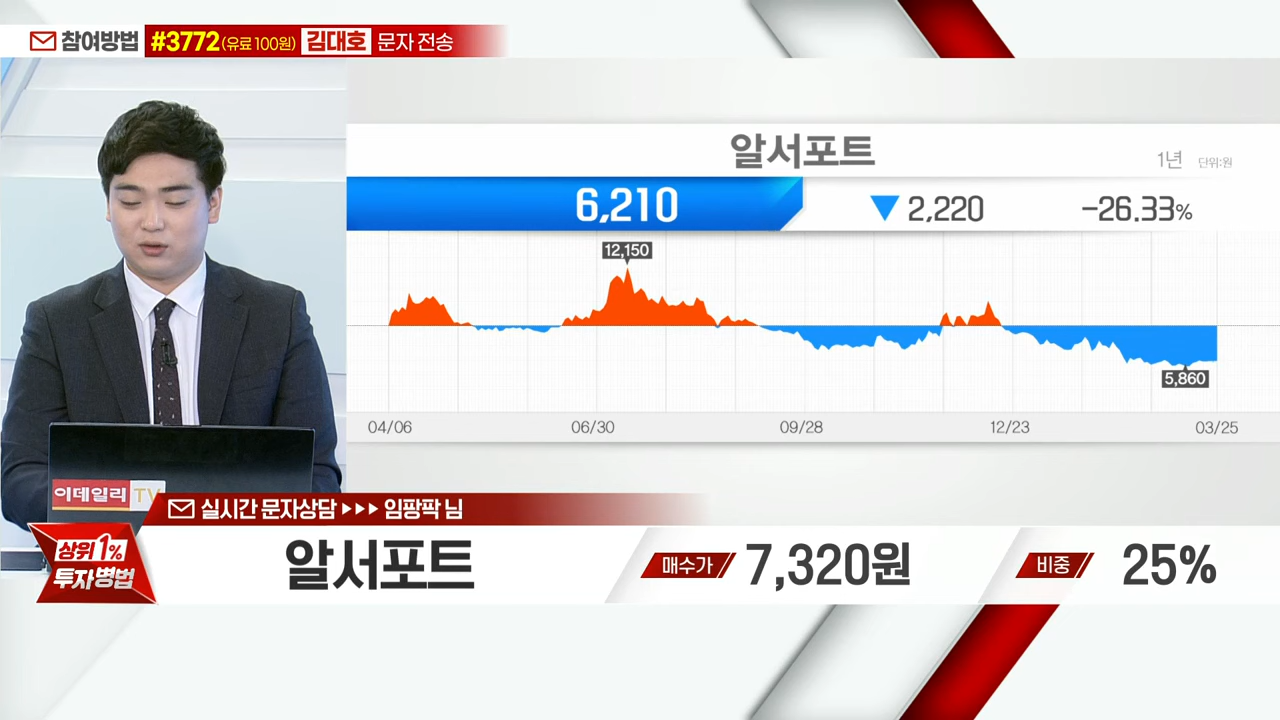 참여방법 #3772(유료 100원) 김대호 문자 전송
알서포트
1년 단위:원
6,210 ▼ 2,220 -26.33%
12,150
5,860
04/06 06/30 09/28 12/23 03/25
이데일리 TV
실시간 문자상담 ▶▶▶ 임팡팍 님
상위 1%
투자병법
알서포트 매수가 7,320원 비중 25%